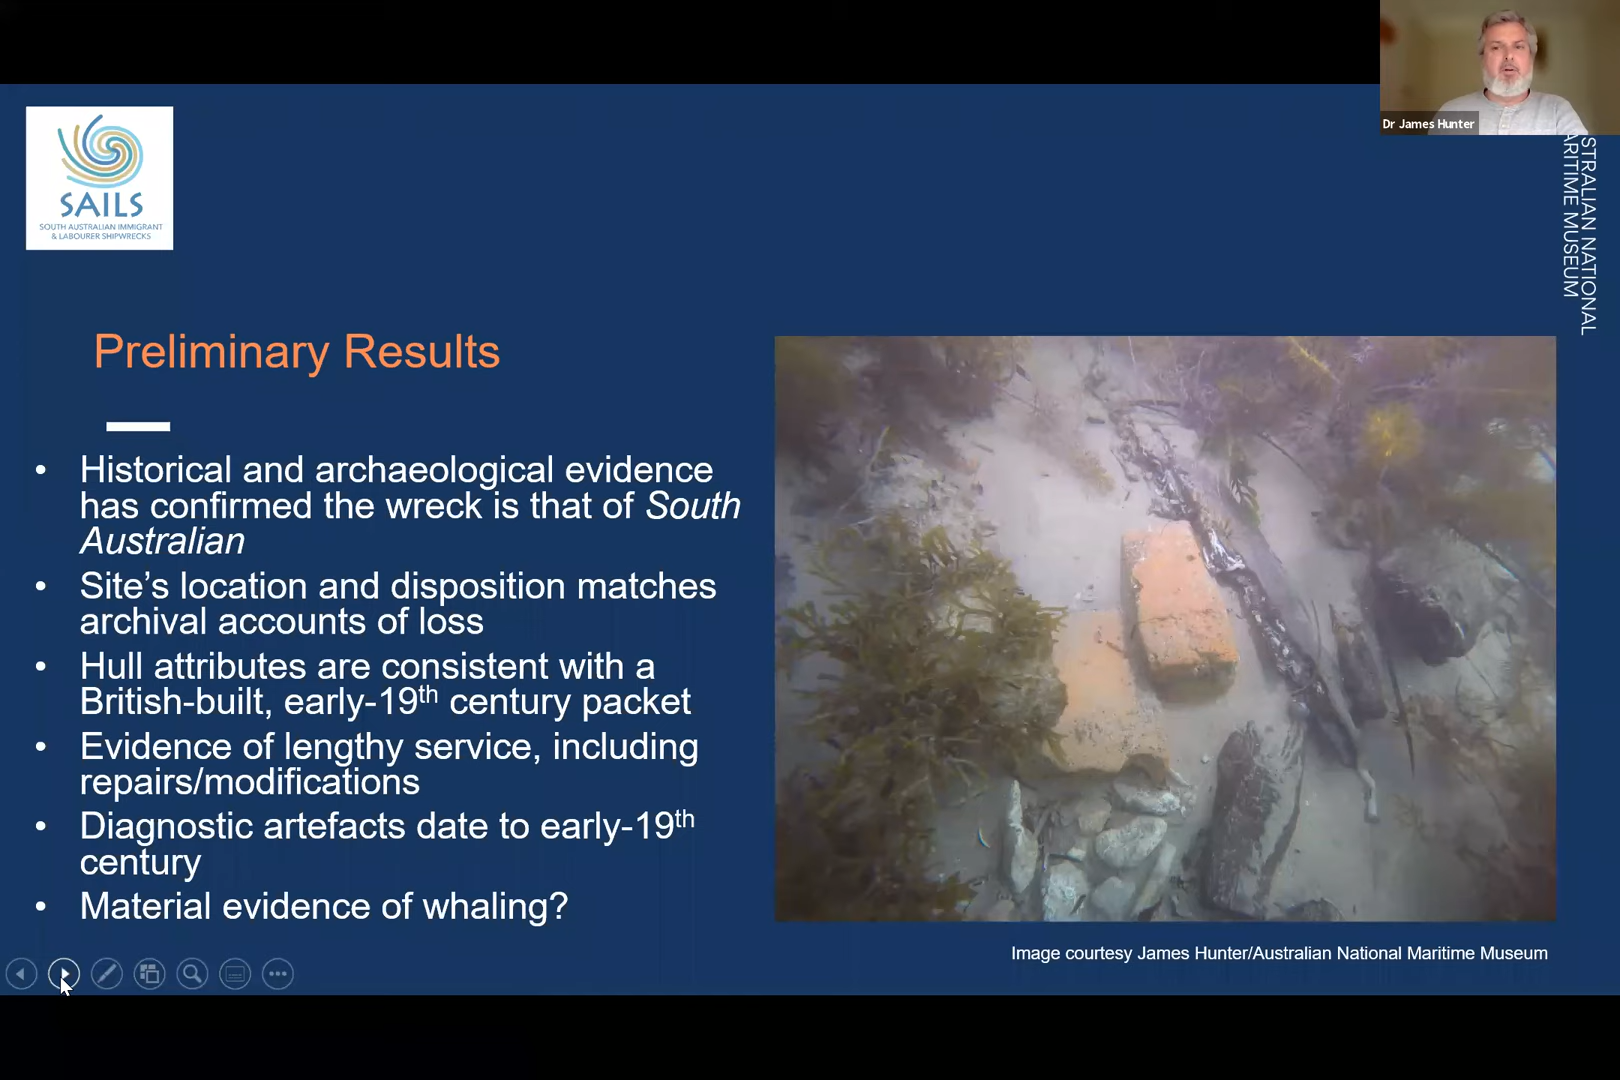 Dr James Hunter
SAILS
SOUTH AUSTRALIAN IMMIGRANT
& LABOURER SHIPWRECKS
STRALIAN NATIONAL
ARITIME MUSEUM
Preliminary Results
• Historical and archaeological evidence
has confirmed the wreck is that of South
Australian
• Site’s location and disposition matches
archival accounts of loss
• Hull attributes are consistent with a
British-built, early-19th century packet
• Evidence of lengthy service, including
repairs/modifications
• Diagnostic artefacts date to early-19th
century
• Material evidence of whaling?
Image courtesy James Hunter/Australian National Maritime Museum